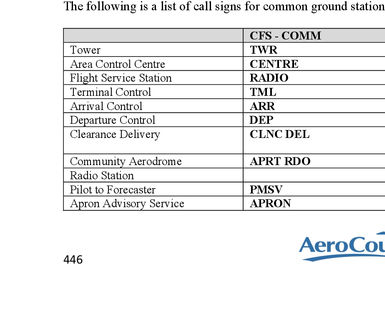 The following is a list of call signs for common ground station
CFS - COMM
Tower TWR
Area Control Centre CENTRE
Flight Service Station RADIO
Terminal Control TML
Arrival Control ARR
Departure Control DEP
Clearance Delivery CLNC DEL
Community Aerodrome APRT RDO
Radio Station
Pilot to Forecaster PMSV
Apron Advisory Service APRON
446
AeroCou